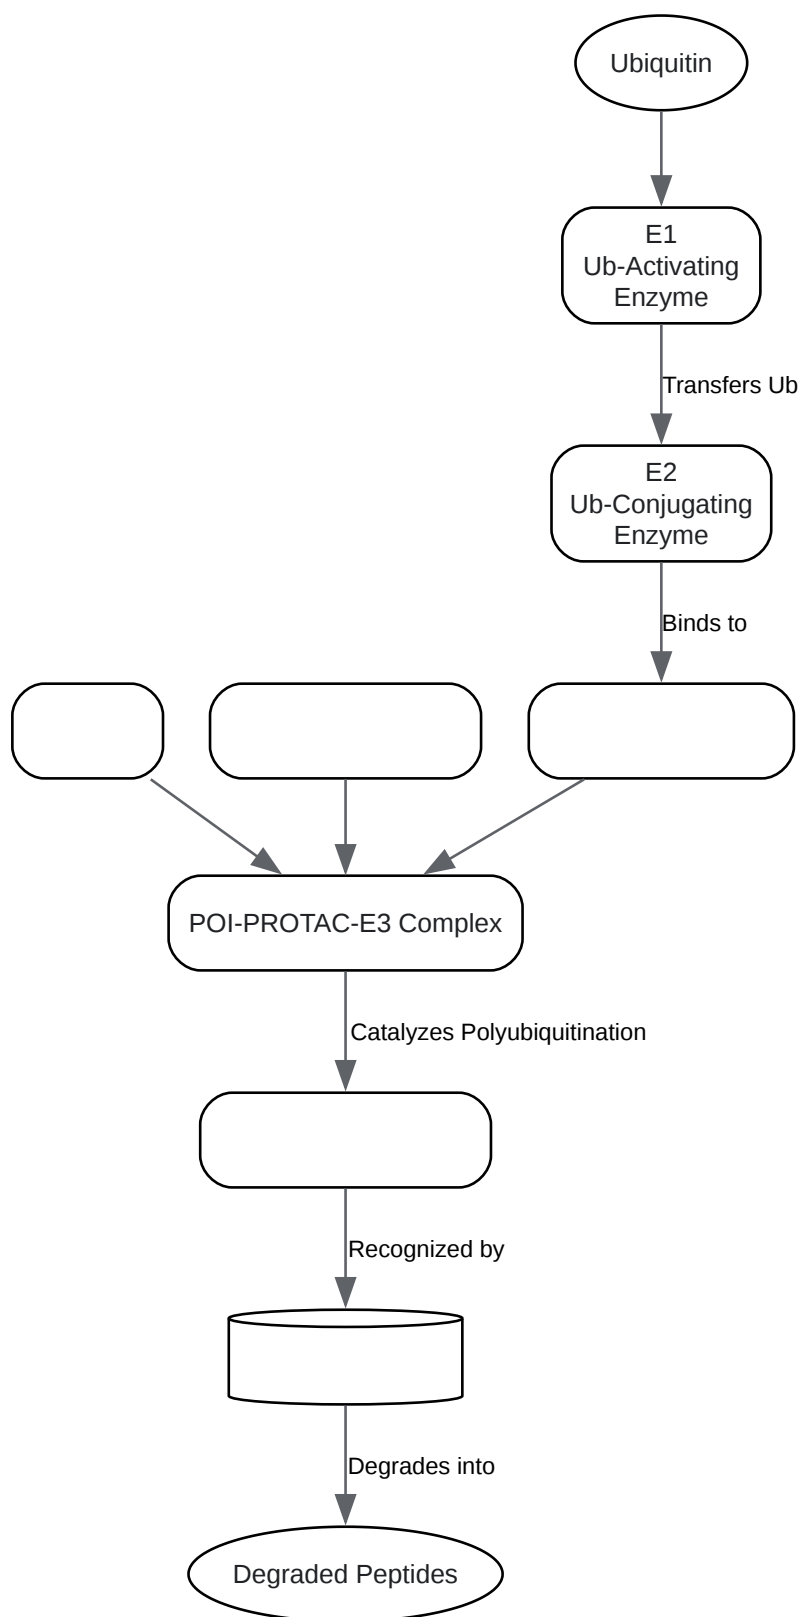 Ubiquitin
E1
Ub-Activating
Enzyme
Transfers Ub
E2
Ub-Conjugating
Enzyme
Binds to
POI-PROTAC-E3 Complex
Catalyzes Polyubiquitination
Recognized by
Degrades into
Degraded Peptides